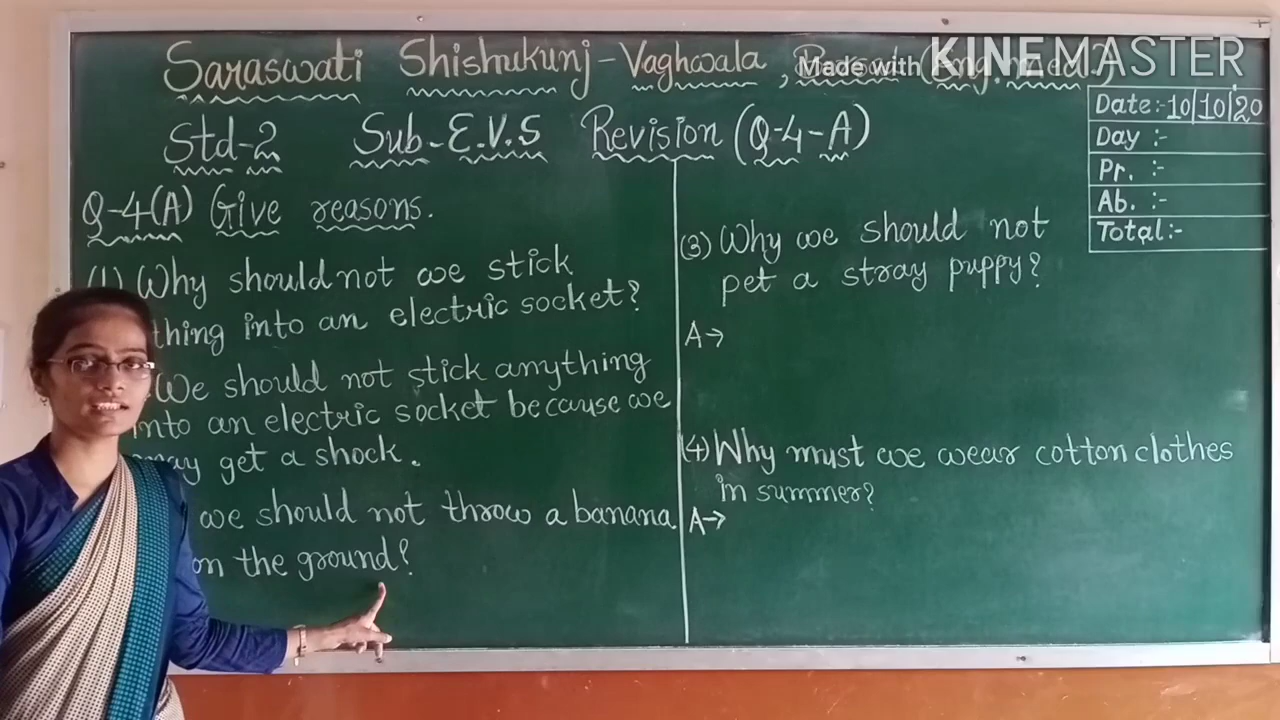 Saraswati Shishukunj-Vaghwala,
Made with KINEMASTER
Std-2 Sub-E.V.S Revision (Q-4-A)
Date:-10/10/20
Day :-
Pr. :-
Ab. :-
Total:-
Q-4(A) Give reasons.
(1) Why should not we stick
thing into an electric socket?
We should not stick anything
into an electric socket because we
may get a shock.
we should not throw a banana
on the ground?
(3) Why we should not
pet a stray puppy?
A→
(4) Why must we wear cotton clothes
in summer?
A→